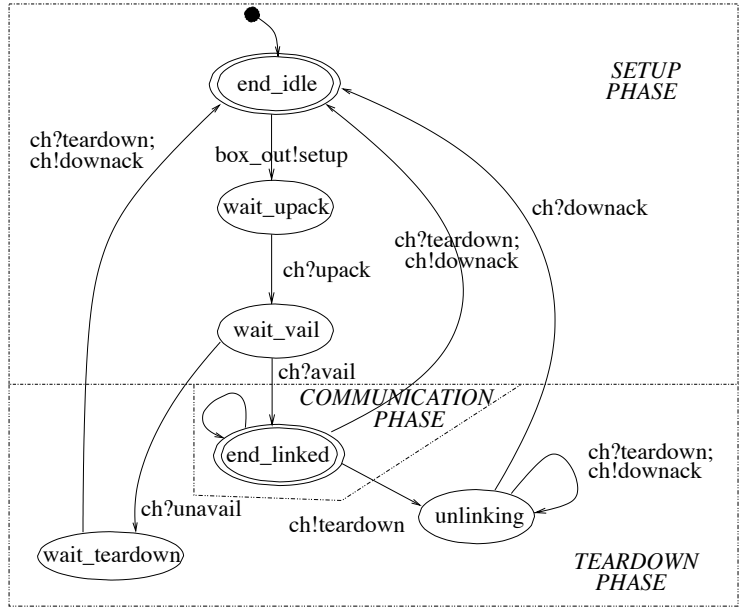 end_idle
SETUP
PHASE
ch?teardown;
ch!downack
box_out!setup
wait_upack
ch?downack
ch?teardown;
ch!downack
ch?upack
wait_vail
ch?avail
COMMUNICATION
PHASE
end_linked
ch?teardown;
ch!downack
ch?unavail
ch!teardown
unlinking
wait_teardown
TEARDOWN
PHASE